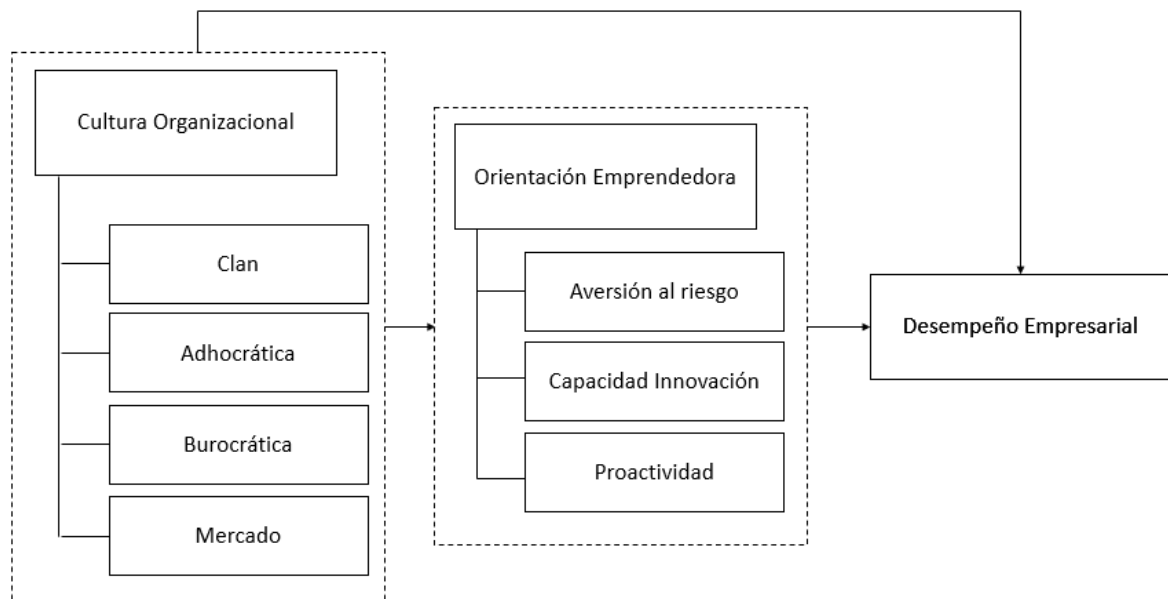 Cultura Organizacional
Clan
Adhocrática
Burocrática
Mercado
Orientación Emprendedora
Aversión al riesgo
Capacidad Innovación
Proactividad
Desempeño Empresarial